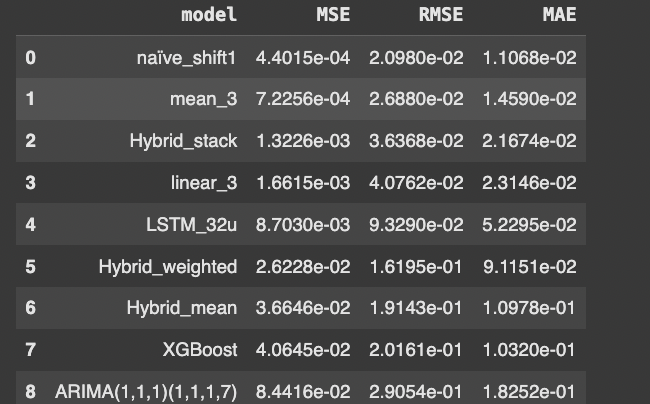 model MSE RMSE MAE
0 naïve_shift1 4.4015e-04 2.0980e-02 1.1068e-02
1 mean_3 7.2256e-04 2.6880e-02 1.4590e-02
2 Hybrid_stack 1.3226e-03 3.6368e-02 2.1674e-02
3 linear_3 1.6615e-03 4.0762e-02 2.3146e-02
4 LSTM_32u 8.7030e-03 9.3290e-02 5.2295e-02
5 Hybrid_weighted 2.6228e-02 1.6195e-01 9.1151e-02
6 Hybrid_mean 3.6646e-02 1.9143e-01 1.0978e-01
7 XGBoost 4.0645e-02 2.0161e-01 1.0320e-01
8 ARIMA(1,1,1)(1,1,1,7) 8.4416e-02 2.9054e-01 1.8252e-01